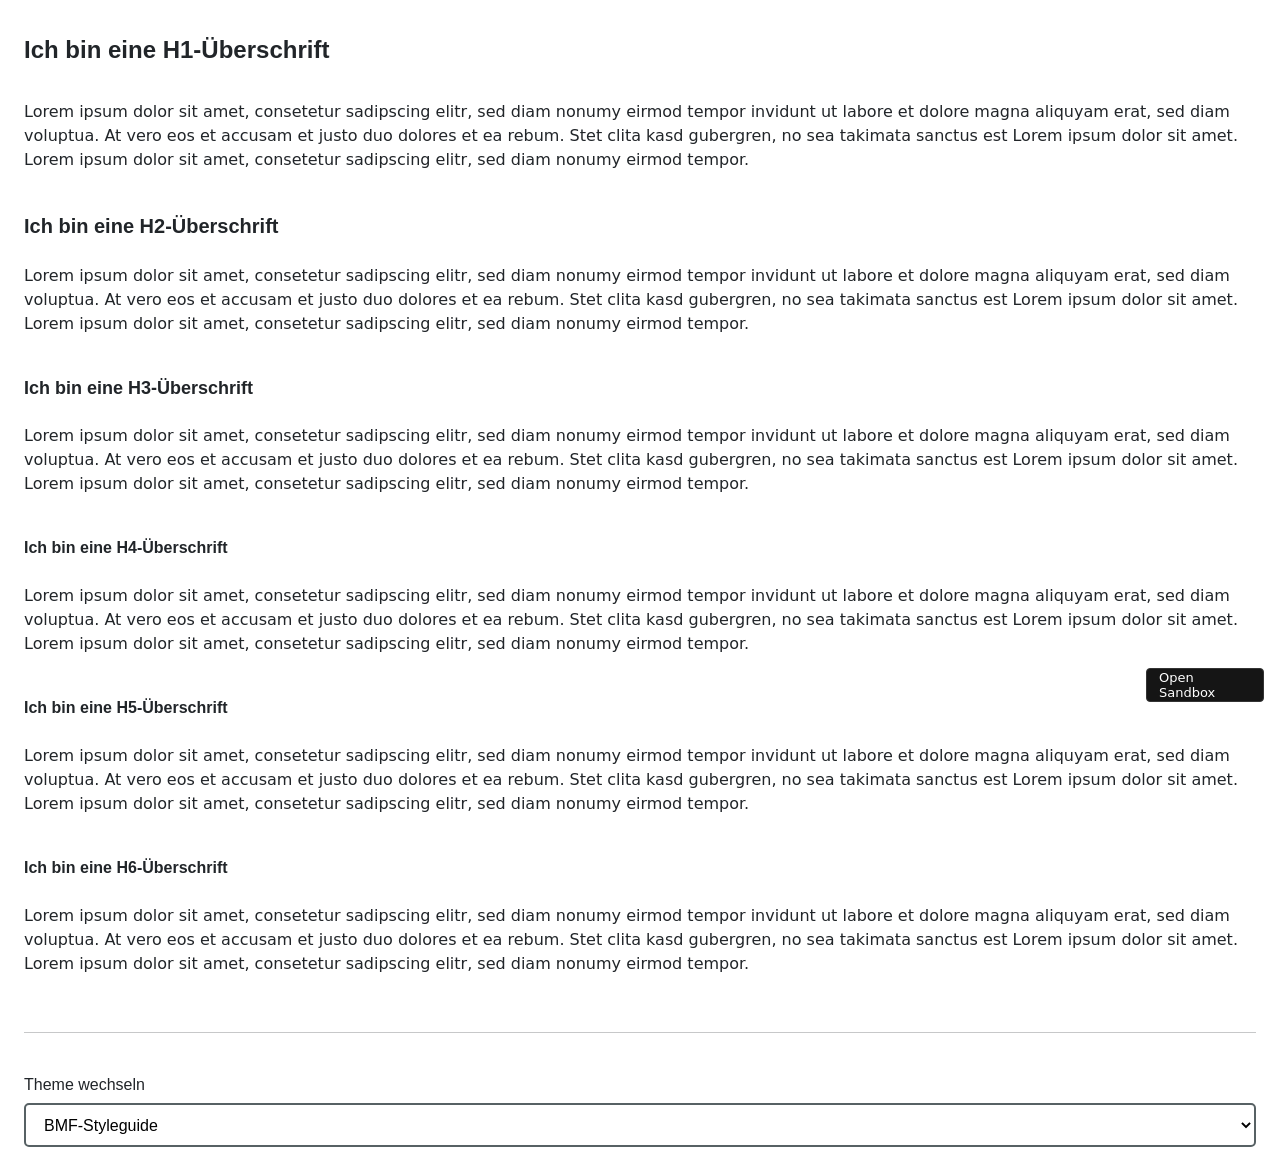 Ich bin eine H1-Überschrift
Lorem ipsum dolor sit amet, consetetur sadipscing elitr, sed diam nonumy eirmod tempor invidunt ut labore et dolore magna aliquyam erat, sed diam
voluptua. At vero eos et accusam et justo duo dolores et ea rebum. Stet clita kasd gubergren, no sea takimata sanctus est Lorem ipsum dolor sit amet.
Lorem ipsum dolor sit amet, consetetur sadipscing elitr, sed diam nonumy eirmod tempor.
Ich bin eine H2-Überschrift
Lorem ipsum dolor sit amet, consetetur sadipscing elitr, sed diam nonumy eirmod tempor invidunt ut labore et dolore magna aliquyam erat, sed diam
voluptua. At vero eos et accusam et justo duo dolores et ea rebum. Stet clita kasd gubergren, no sea takimata sanctus est Lorem ipsum dolor sit amet.
Lorem ipsum dolor sit amet, consetetur sadipscing elitr, sed diam nonumy eirmod tempor.
Ich bin eine H3-Überschrift
Lorem ipsum dolor sit amet, consetetur sadipscing elitr, sed diam nonumy eirmod tempor invidunt ut labore et dolore magna aliquyam erat, sed diam
voluptua. At vero eos et accusam et justo duo dolores et ea rebum. Stet clita kasd gubergren, no sea takimata sanctus est Lorem ipsum dolor sit amet.
Lorem ipsum dolor sit amet, consetetur sadipscing elitr, sed diam nonumy eirmod tempor.
Ich bin eine H4-Überschrift
Lorem ipsum dolor sit amet, consetetur sadipscing elitr, sed diam nonumy eirmod tempor invidunt ut labore et dolore magna aliquyam erat, sed diam
voluptua. At vero eos et accusam et justo duo dolores et ea rebum. Stet clita kasd gubergren, no sea takimata sanctus est Lorem ipsum dolor sit amet.
Lorem ipsum dolor sit amet, consetetur sadipscing elitr, sed diam nonumy eirmod tempor.
Open
Sandbox
Ich bin eine H5-Überschrift
Lorem ipsum dolor sit amet, consetetur sadipscing elitr, sed diam nonumy eirmod tempor invidunt ut labore et dolore magna aliquyam erat, sed diam
voluptua. At vero eos et accusam et justo duo dolores et ea rebum. Stet clita kasd gubergren, no sea takimata sanctus est Lorem ipsum dolor sit amet.
Lorem ipsum dolor sit amet, consetetur sadipscing elitr, sed diam nonumy eirmod tempor.
Ich bin eine H6-Überschrift
Lorem ipsum dolor sit amet, consetetur sadipscing elitr, sed diam nonumy eirmod tempor invidunt ut labore et dolore magna aliquyam erat, sed diam
voluptua. At vero eos et accusam et justo duo dolores et ea rebum. Stet clita kasd gubergren, no sea takimata sanctus est Lorem ipsum dolor sit amet.
Lorem ipsum dolor sit amet, consetetur sadipscing elitr, sed diam nonumy eirmod tempor.
Theme wechseln
BMF-Styleguide